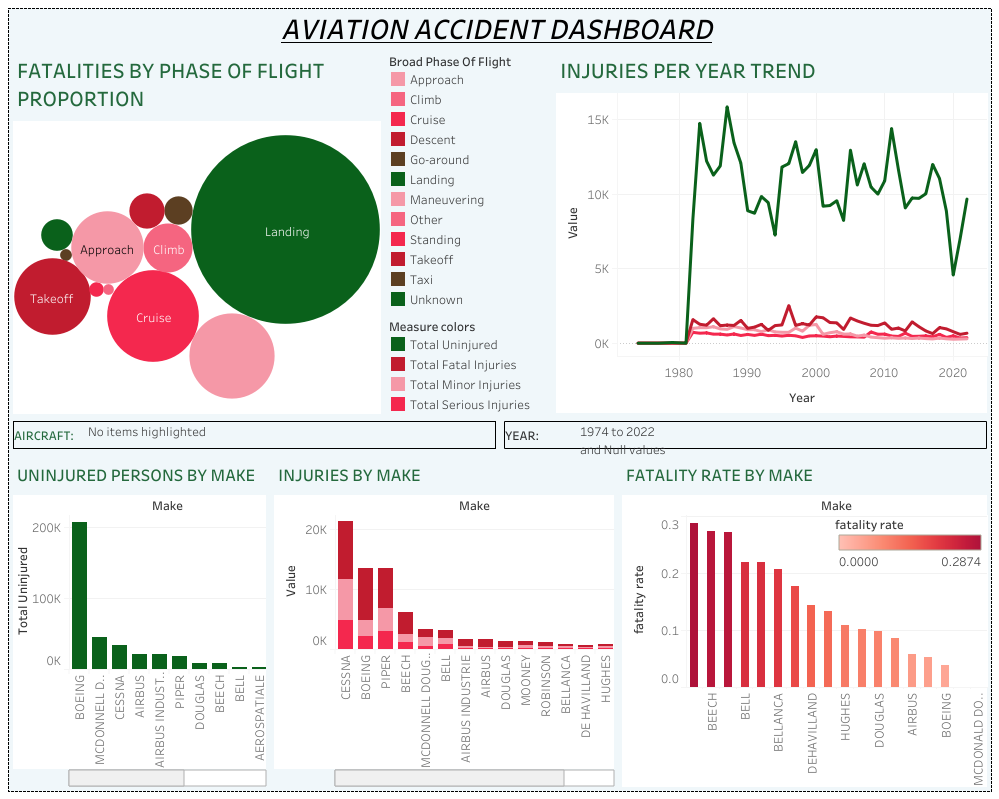 AVIATION ACCIDENT DASHBOARD
FATALITIES BY PHASE OF FLIGHT
PROPORTION
Landing
Approach
Climb
Takeoff
Cruise
Broad Phase Of Flight
Approach
Climb
Cruise
Descent
Go-around
Landing
Maneuvering
Other
Standing
Takeoff
Taxi
Unknown
Measure colors
Total Uninjured
Total Fatal Injuries
Total Minor Injuries
Total Serious Injuries
INJURIES PER YEAR TREND
15K
10K
5K
0K
Value
1980 1990 2000 2010 2020
Year
AIRCRAFT: No items highlighted
YEAR: 1974 to 2022
and Null values
UNINJURED PERSONS BY MAKE
Make
200K
100K
0K
Total Uninjured
BOEING
MCDONNELL D..
CESSNA
AIRBUS
AIRBUS INDUST..
PIPER
DOUGLAS
BEECH
BELL
AEROSPATIALE
INJURIES BY MAKE
Make
20K
10K
0K
Value
CESSNA
BOEING
PIPER
BEECH
MCDONNELL DOUG..
BELL
AIRBUS INDUSTRIE
AIRBUS
DOUGLAS
MOONEY
ROBINSON
BELLANCA
DE HAVILLAND
HUGHES
FATALITY RATE BY MAKE
Make
fatality rate
0.0000 0.2874
0.3
0.2
0.1
0.0
fatality rate
BEECH
BELL
BELLANCA
DEHAVILLAND
HUGHES
DOUGLAS
AIRBUS
BOEING
MCDONALD DO..